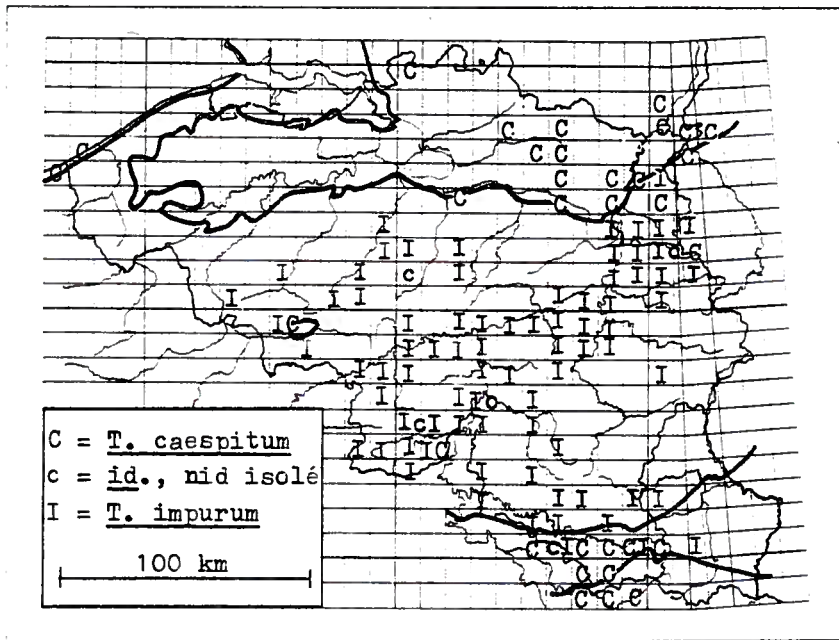 C = T. caespitum
c = id., nid isolé
I = T. impurum
100 km